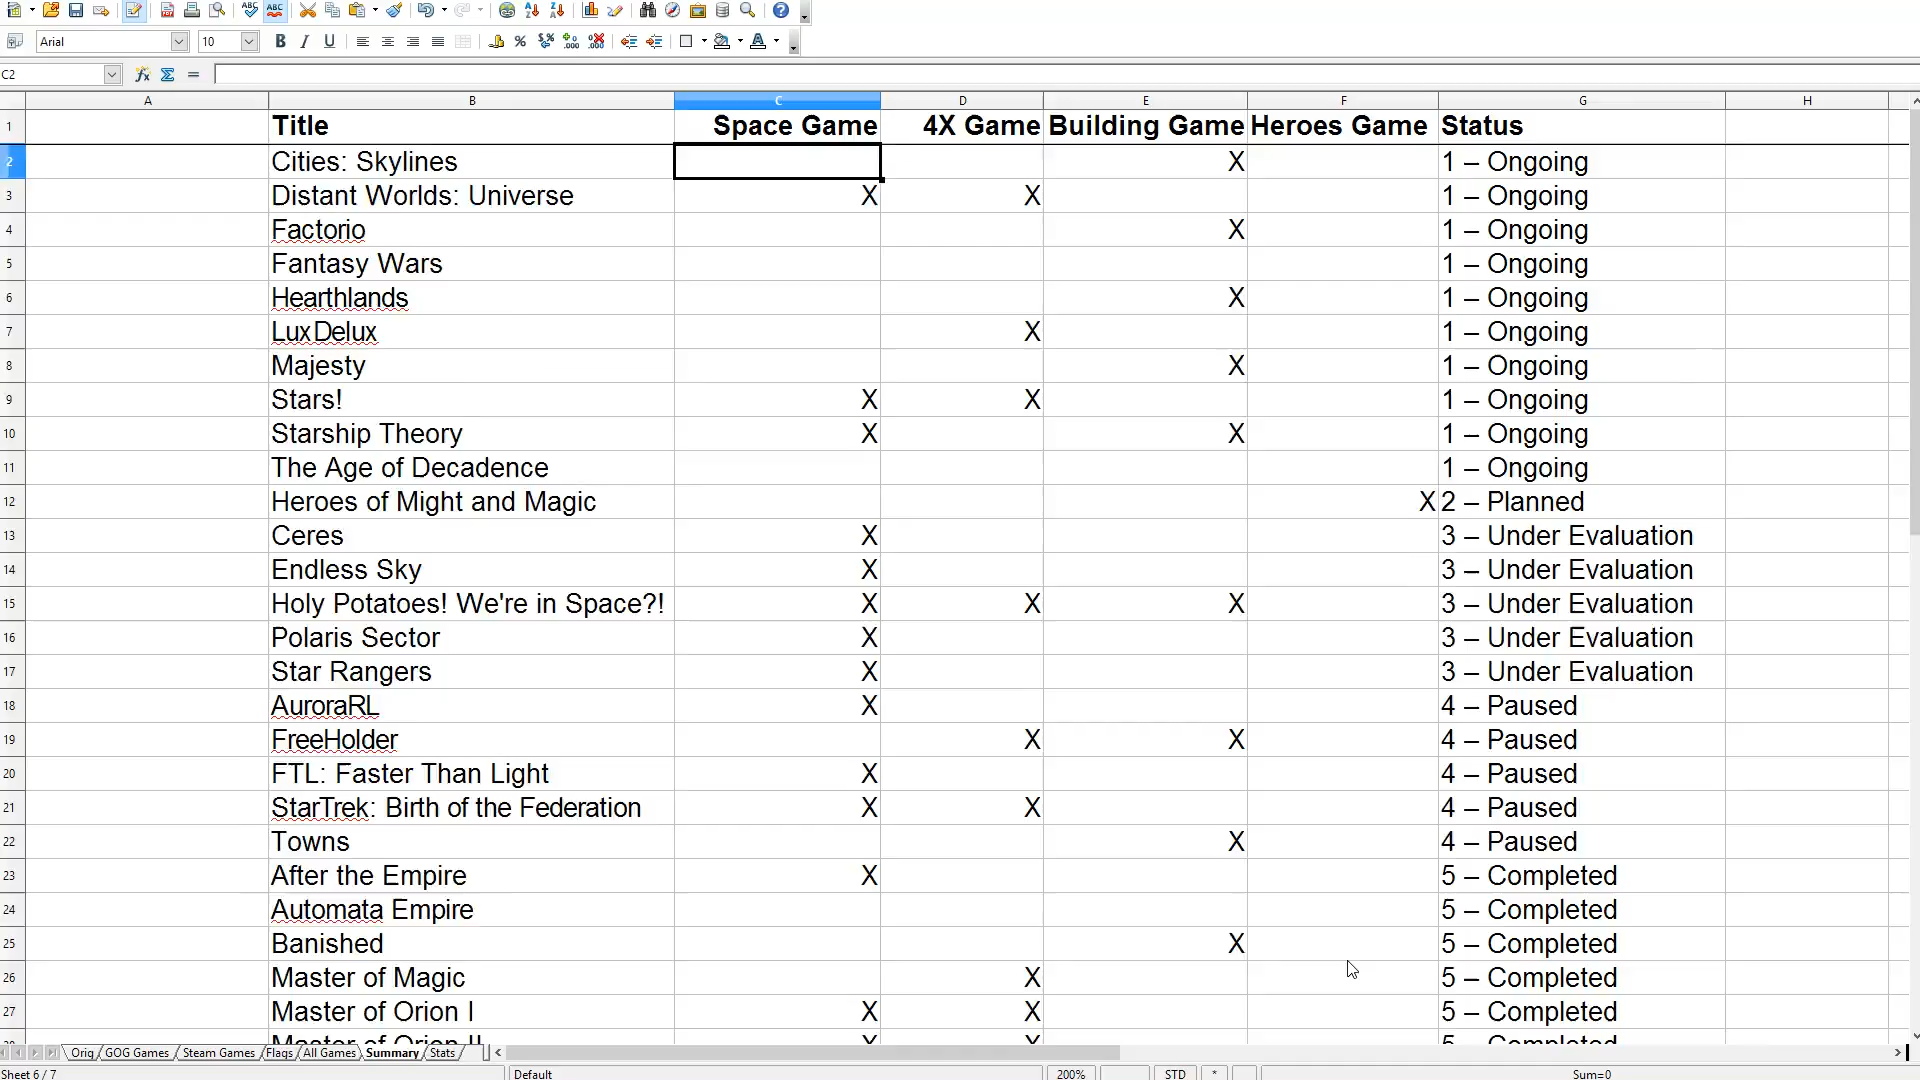 Arial 10
C2
A B C D E F G H
1 Title Space Game 4X Game Building Game Heroes Game Status
2 Cities: Skylines X 1 – Ongoing
3 Distant Worlds: Universe X X 1 – Ongoing
4 Factorio X 1 – Ongoing
5 Fantasy Wars 1 – Ongoing
6 Hearthlands X 1 – Ongoing
7 LuxDelux X 1 – Ongoing
8 Majesty X 1 – Ongoing
9 Stars! X X 1 – Ongoing
10 Starship Theory X X 1 – Ongoing
11 The Age of Decadence 1 – Ongoing
12 Heroes of Might and Magic X 2 – Planned
13 Ceres X 3 – Under Evaluation
14 Endless Sky X 3 – Under Evaluation
15 Holy Potatoes! We're in Space?! X X X 3 – Under Evaluation
16 Polaris Sector X 3 – Under Evaluation
17 Star Rangers X 3 – Under Evaluation
18 AuroraRL X 4 – Paused
19 FreeHolder X X 4 – Paused
20 FTL: Faster Than Light X 4 – Paused
21 StarTrek: Birth of the Federation X X 4 – Paused
22 Towns X 4 – Paused
23 After the Empire X 5 – Completed
24 Automata Empire 5 – Completed
25 Banished X 5 – Completed
26 Master of Magic X 5 – Completed
27 Master of Orion I X X 5 – Completed
28 Master of Orion II X X 5 – Completed
Orig GOG Games Steam Games Flags All Games Summary Stats
Sheet 6 / 7 Default 200% STD * Sum=0